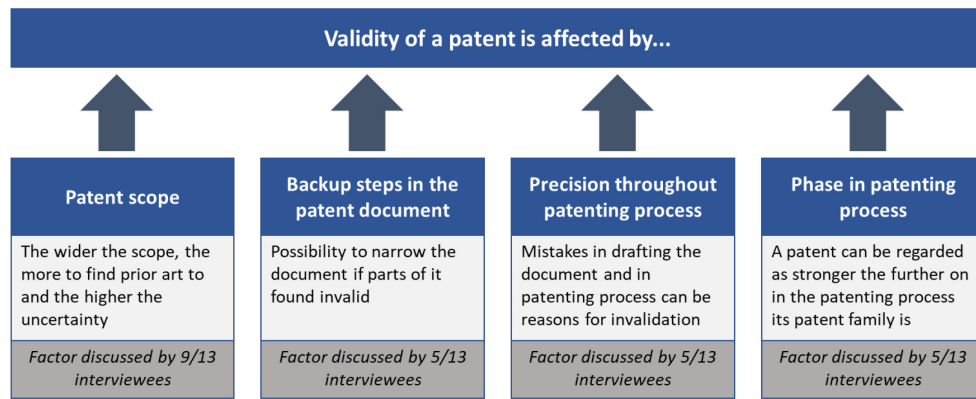 Validity of a patent is affected by...
Patent scope
The wider the scope, the
more to find prior art to
and the higher the
uncertainty
Factor discussed by 9/13
interviewees
Backup steps in the
patent document
Possibility to narrow the
document if parts of it
found invalid
Factor discussed by 5/13
interviewees
Precision throughout
patenting process
Mistakes in drafting the
document and in
patenting process can be
reasons for invalidation
Factor discussed by 5/13
interviewees
Phase in patenting
process
A patent can be regarded
as stronger the further on
in the patenting process
its patent family is
Factor discussed by 5/13
interviewees